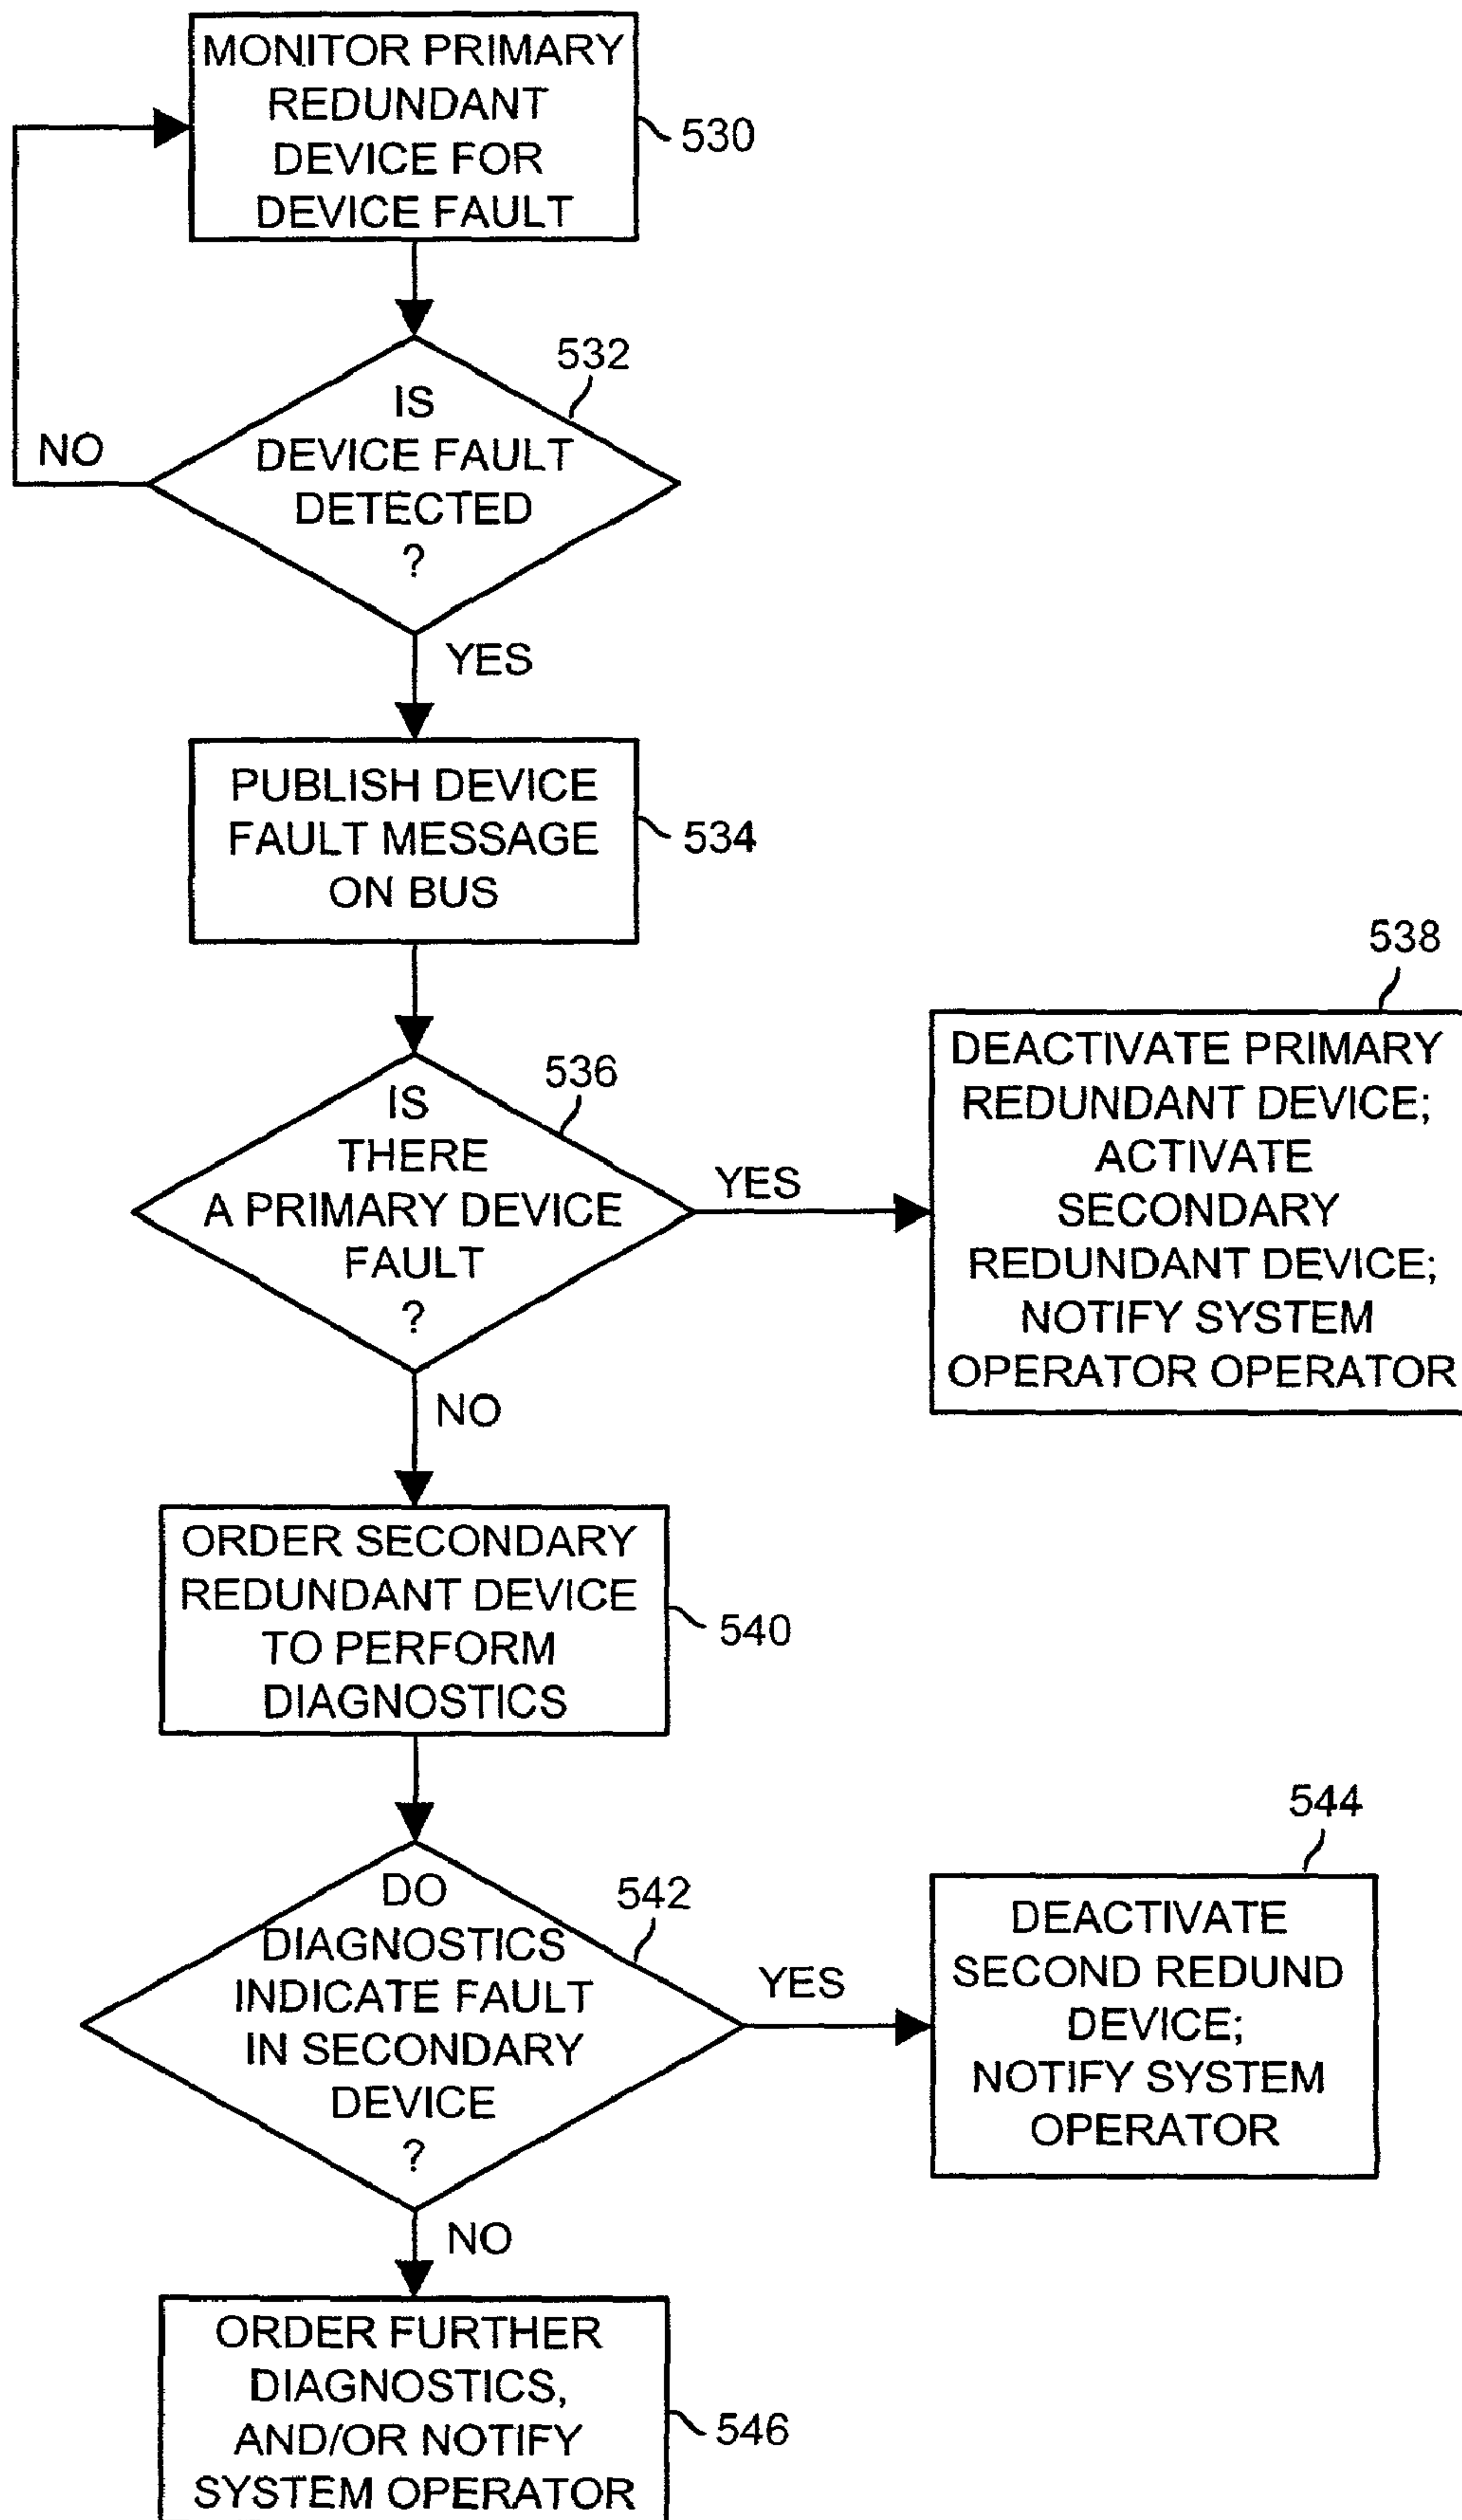 MONITOR PRIMARY
REDUNDANT
DEVICE FOR
DEVICE FAULT
530
532
IS
DEVICE FAULT
DETECTED
?
NO
YES
PUBLISH DEVICE
FAULT MESSAGE
ON BUS
534
536
IS
THERE
A PRIMARY DEVICE
FAULT
?
YES
538
DEACTIVATE PRIMARY
REDUNDANT DEVICE;
ACTIVATE
SECONDARY
REDUNDANT DEVICE;
NOTIFY SYSTEM
OPERATOR OPERATOR
NO
ORDER SECONDARY
REDUNDANT DEVICE
TO PERFORM
DIAGNOSTICS
540
542
DO
DIAGNOSTICS
INDICATE FAULT
IN SECONDARY
DEVICE
?
YES
544
DEACTIVATE
SECOND REDUND
DEVICE;
NOTIFY SYSTEM
OPERATOR
NO
ORDER FURTHER
DIAGNOSTICS,
AND/OR NOTIFY
SYSTEM OPERATOR
546